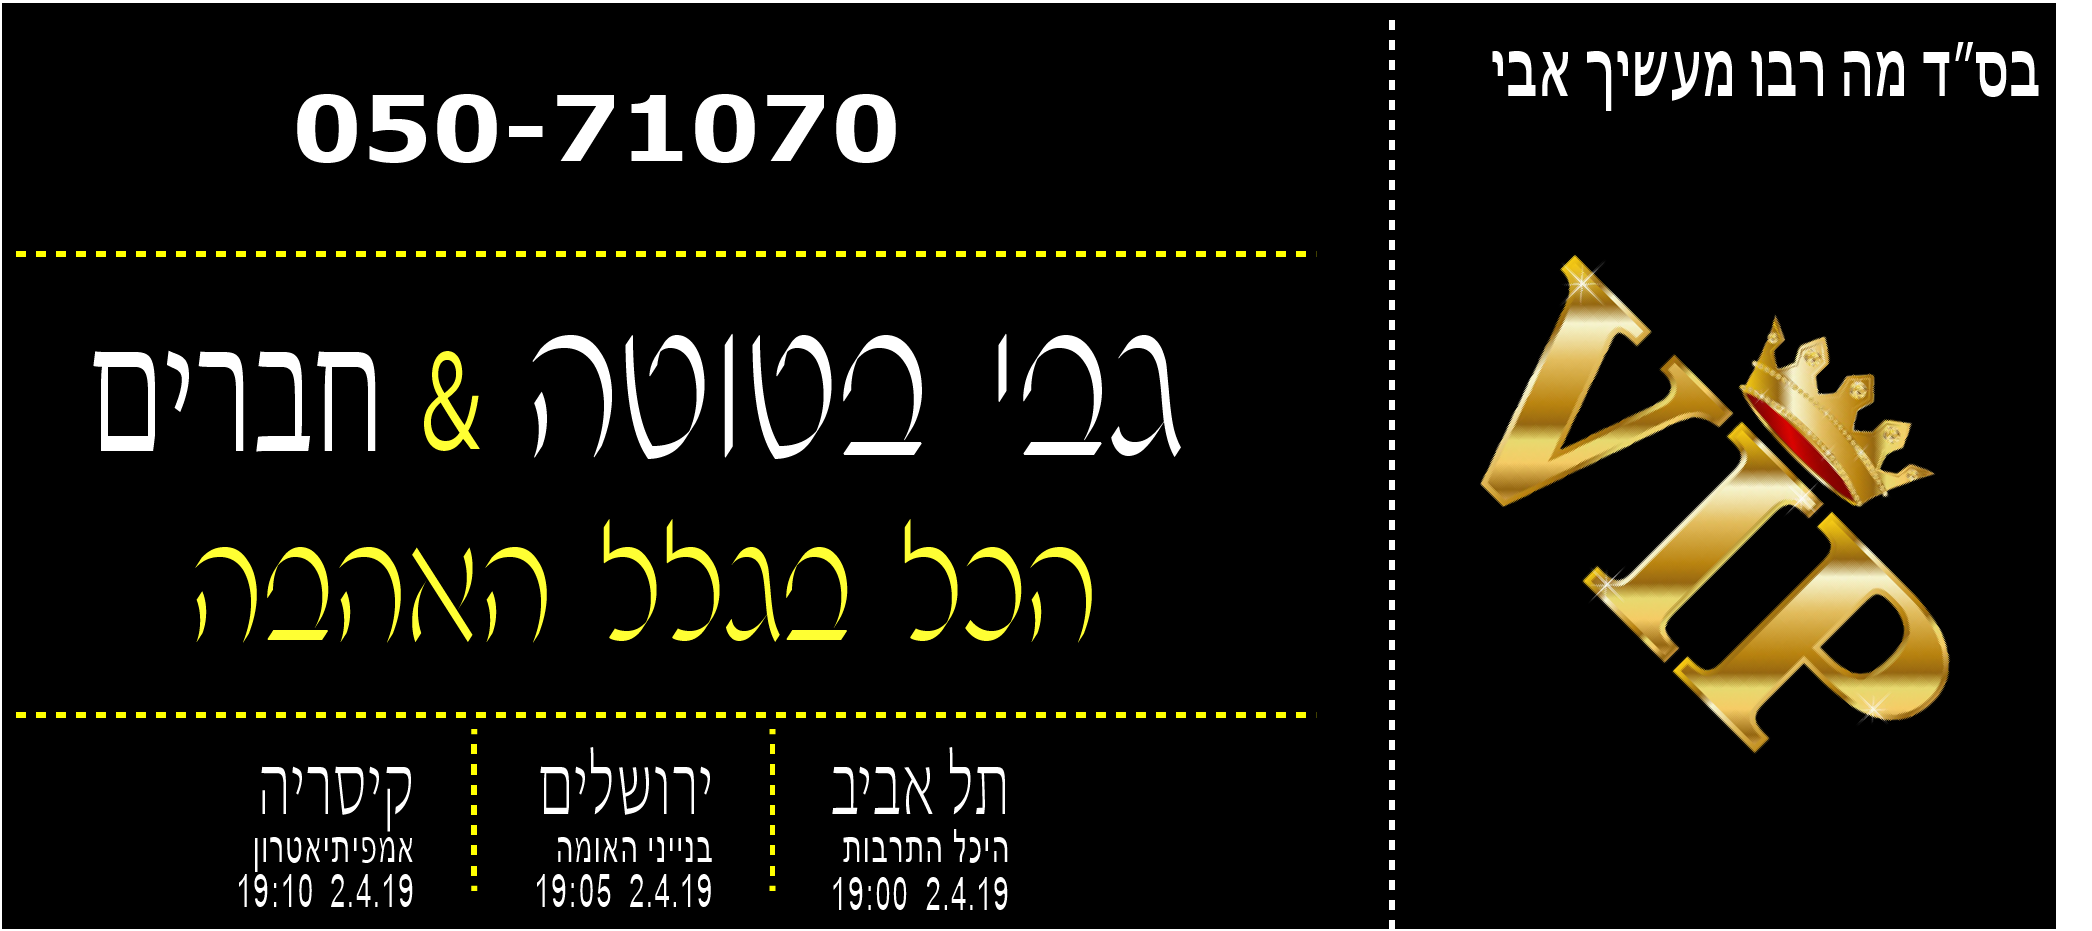 בס"ד מה רבו מעשיך אבי
VIP
050-71070
גבי בטוטה & חברים
הכל בגלל האהבה
תל אביב
היכל התרבות
19:00 2.4.19
ירושלים
בנייני האומה
19:05 2.4.19
קיסריה
אמפיתיאטרון
19:10 2.4.19